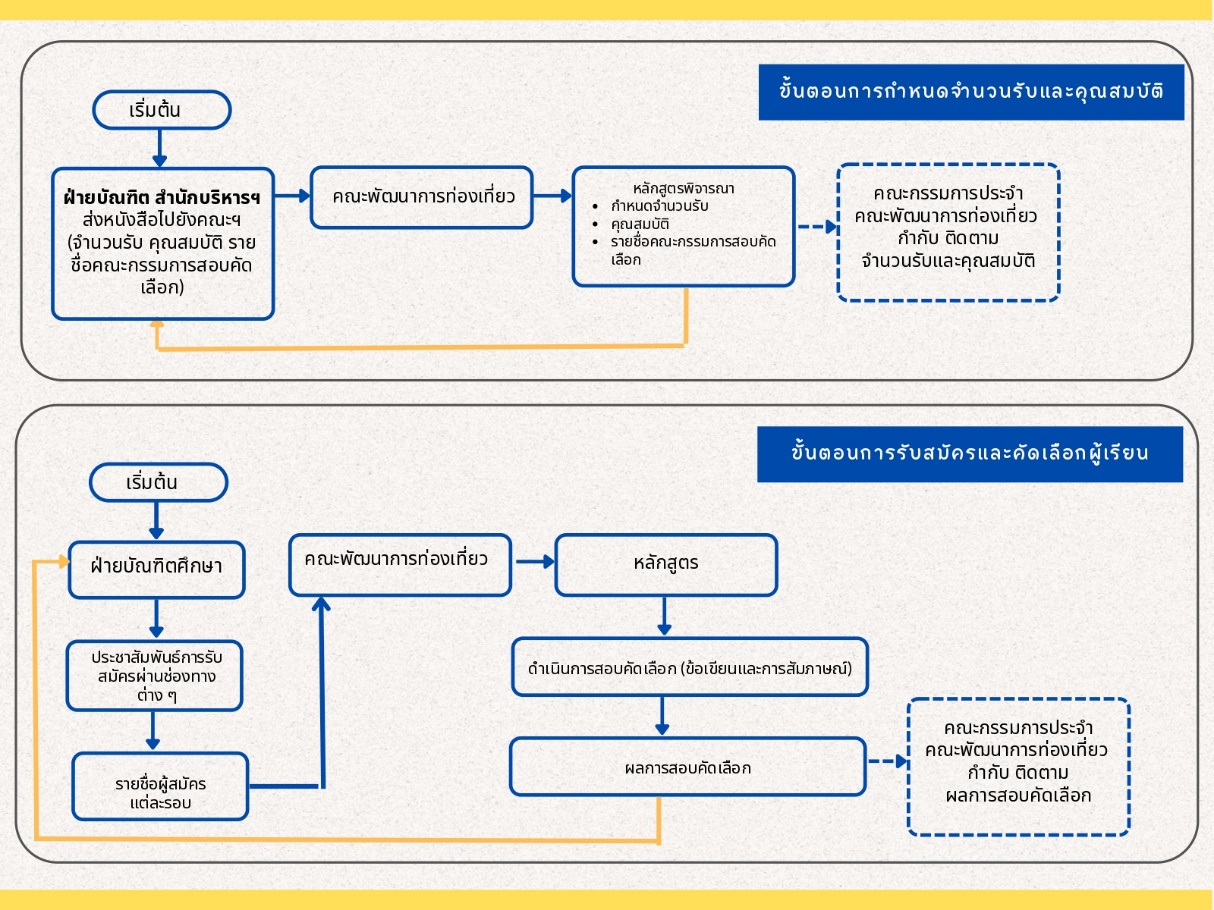 ขั้นตอนการกำหนดจำนวนรับและคุณสมบัติ
เริ่มต้น
ฝ่ายบัณฑิต สำนักบริหารฯ
ส่งหนังสือไปยังคณะฯ
(จำนวนรับ คุณสมบัติ ราย
ชื่อคณะกรรมการสอบคัด
เลือก)
คณะพัฒนาการท่องเที่ยว
หลักสูตรพิจารณา
• กำหนดจำนวนรับ
• คุณสมบัติ
• รายชื่อคณะกรรมการสอบคัด
เลือก
คณะกรรมการประจำ
คณะพัฒนาการท่องเที่ยว
กำกับ ติดตาม
จำนวนรับและคุณสมบัติ
ขั้นตอนการรับสมัครและคัดเลือกผู้เรียน
เริ่มต้น
ฝ่ายบัณฑิตศึกษา
ประชาสัมพันธ์การรับ
สมัครผ่านช่องทาง
ต่าง ๆ
รายชื่อผู้สมัคร
แต่ละรอบ
คณะพัฒนาการท่องเที่ยว
หลักสูตร
ดำเนินการสอบคัดเลือก (ข้อเขียนและการสัมภาษณ์)
ผลการสอบคัดเลือก
คณะกรรมการประจำ
คณะพัฒนาการท่องเที่ยว
กำกับ ติดตาม
ผลการสอบคัดเลือก